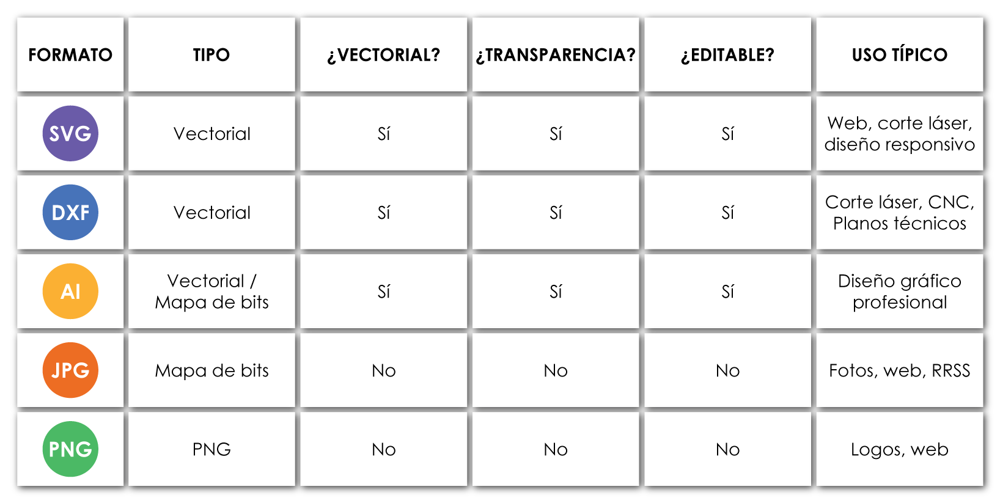 FORMATO TIPO ¿VECTORIAL? ¿TRANSPARENCIA? ¿EDITABLE? USO TÍPICO
SVG Vectorial Sí Sí Sí Web, corte láser,
diseño responsivo
DXF Vectorial Sí Sí Sí Corte láser, CNC,
Planos técnicos
AI Vectorial /
Mapa de bits Sí Sí Sí Diseño gráfico
profesional
JPG Mapa de bits No No No Fotos, web, RRSS
PNG PNG No No No Logos, web